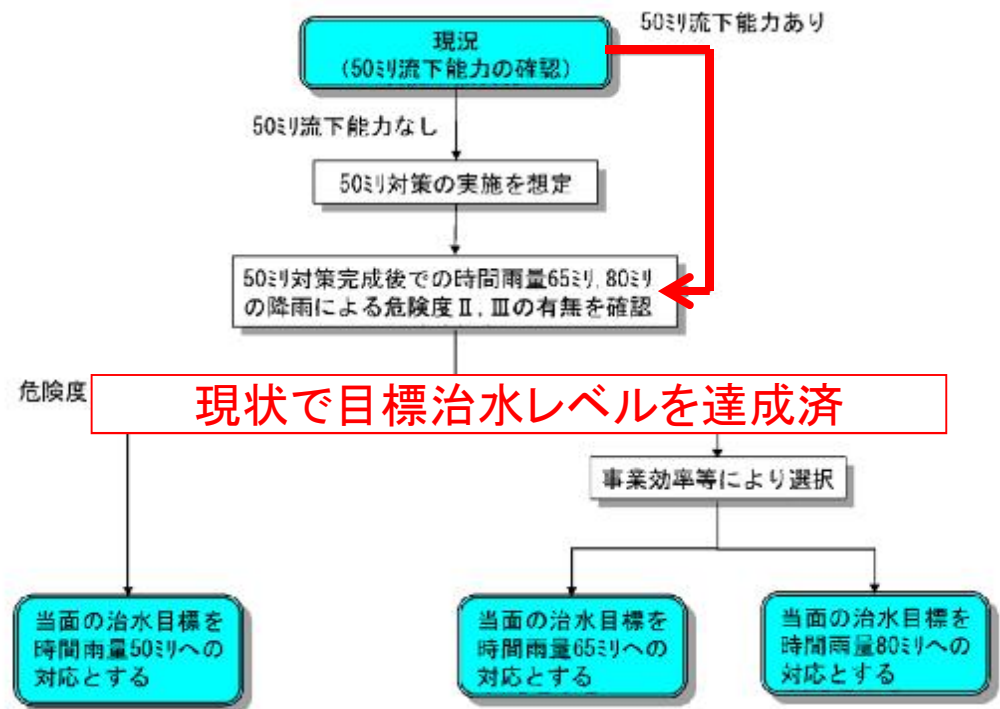 50ﾐﾘ流下能力あり
現況
(50ﾐﾘ流下能力の確認)
50ﾐﾘ流下能力なし
50ﾐﾘ対策の実施を想定
50ﾐﾘ対策完成後での時間雨量65ﾐﾘ,80ﾐﾘ
の降雨による危険度Ⅱ,Ⅲの有無を確認
危険度
現状で目標治水レベルを達成済
事業効率等により選択
当面の治水目標を
時間雨量50ﾐﾘへの
対応とする
当面の治水目標を
時間雨量65ﾐﾘへの
対応とする
当面の治水目標を
時間雨量80ﾐﾘへの
対応とする